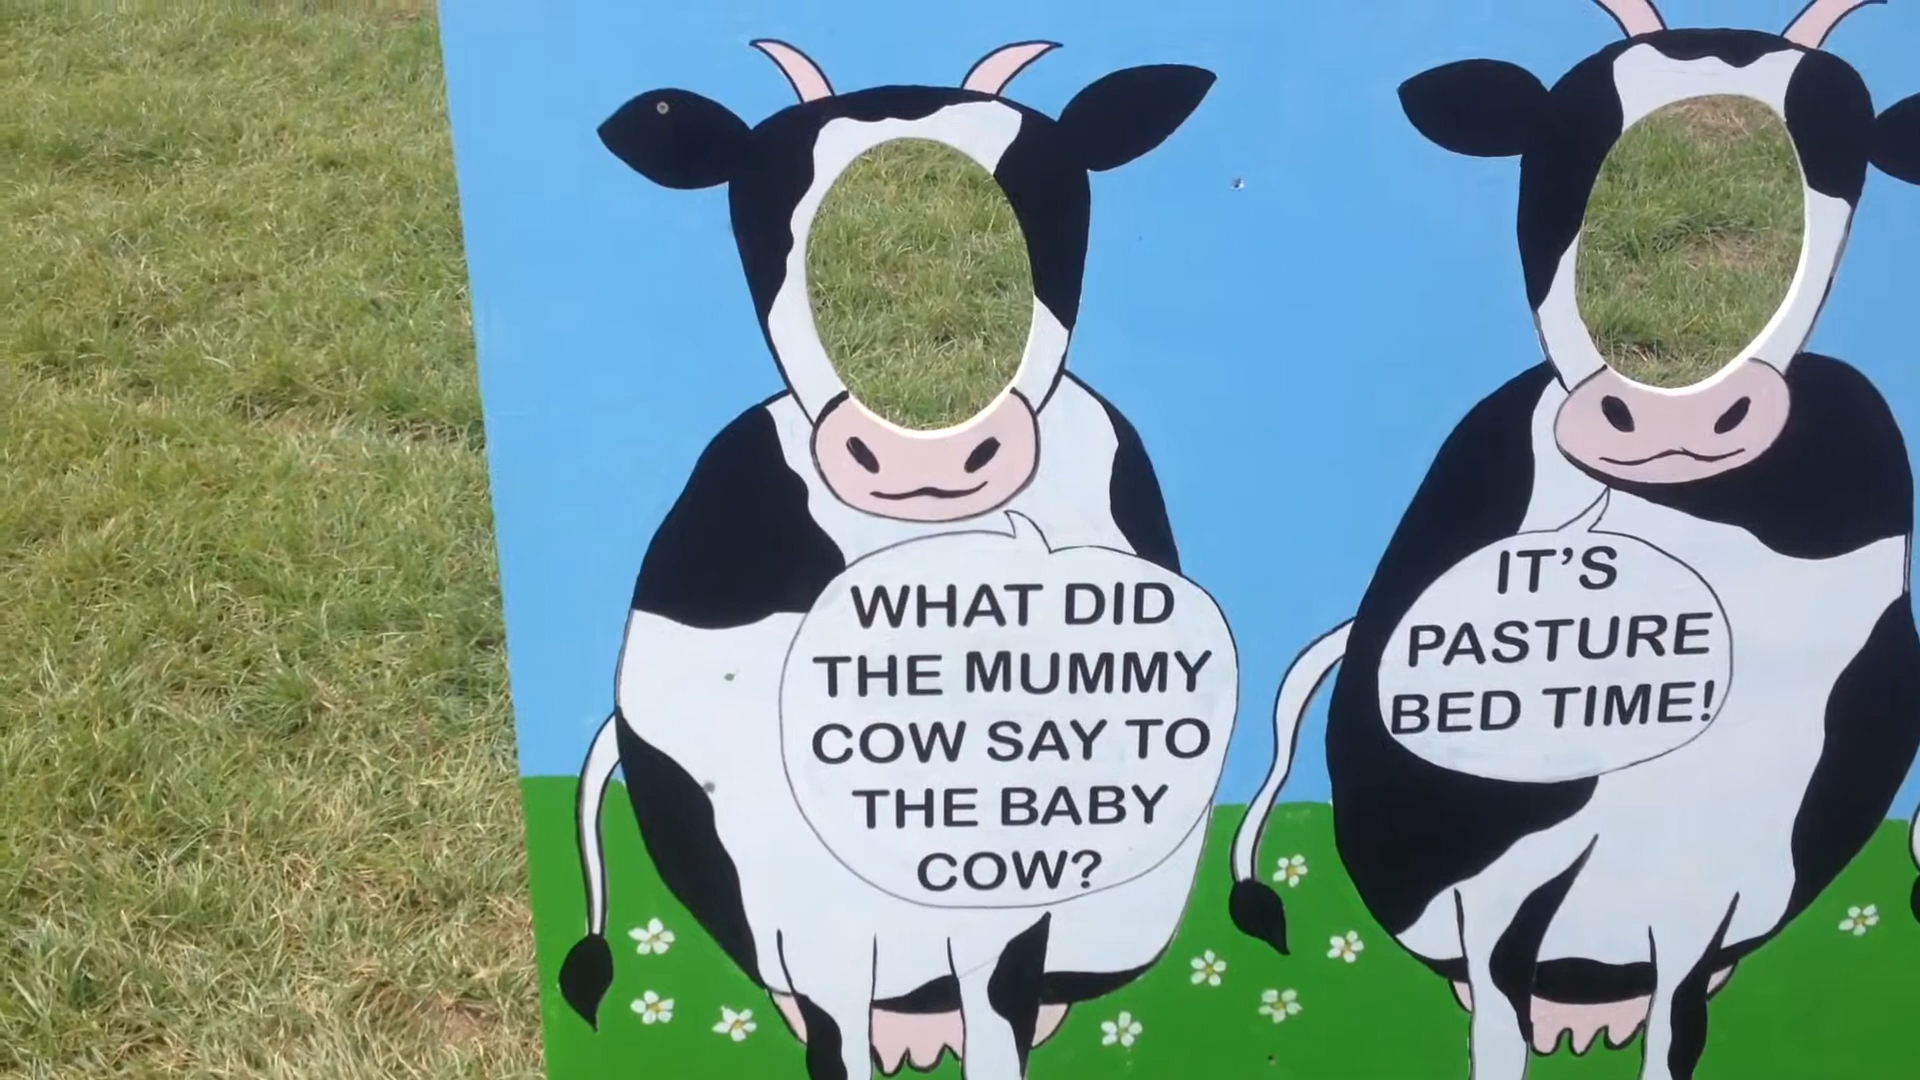 WHAT DID
THE MUMMY
COW SAY TO
THE BABY
COW?
IT'S
PASTURE
BED TIME!